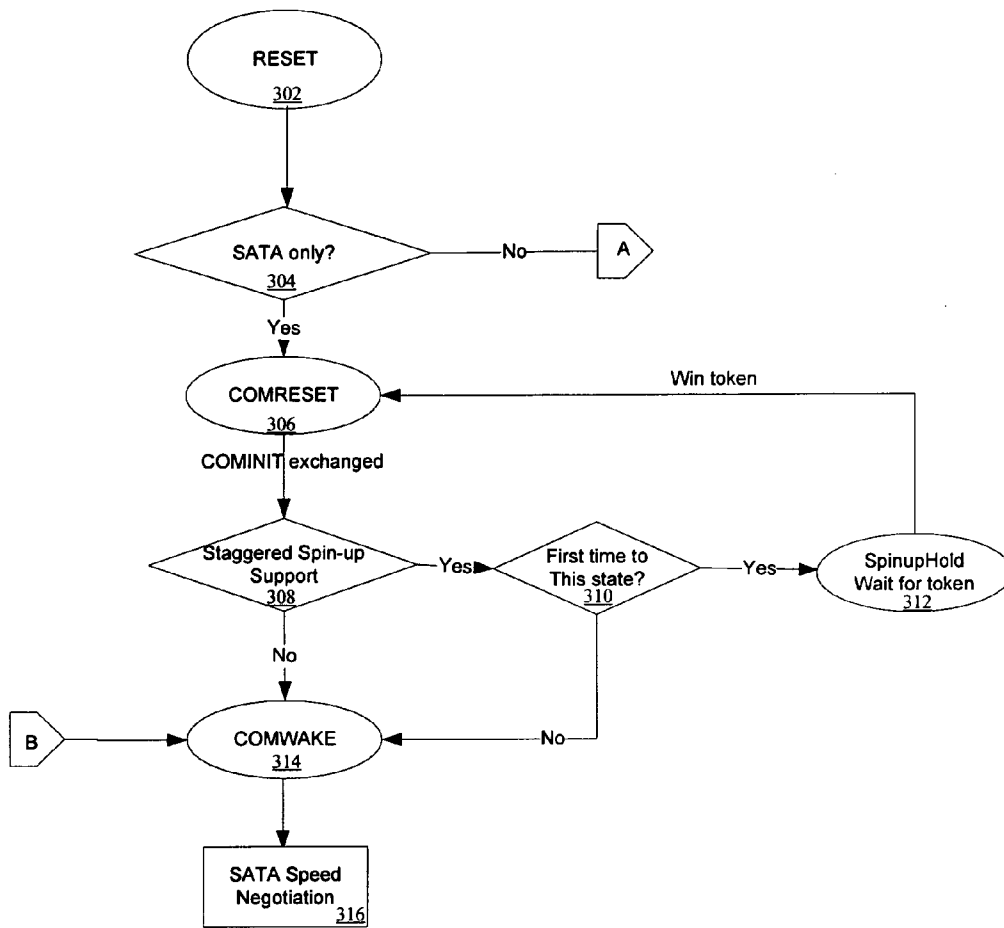 RESET
302
SATA only?
304
No
A
Yes
COMRESET
306
Win token
COMINIT exchanged
Staggered Spin-up
Support
308
Yes
First time to
This state?
310
Yes
SpinupHold
Wait for token
312
No
B
COMWAKE
314
No
SATA Speed
Negotiation
316